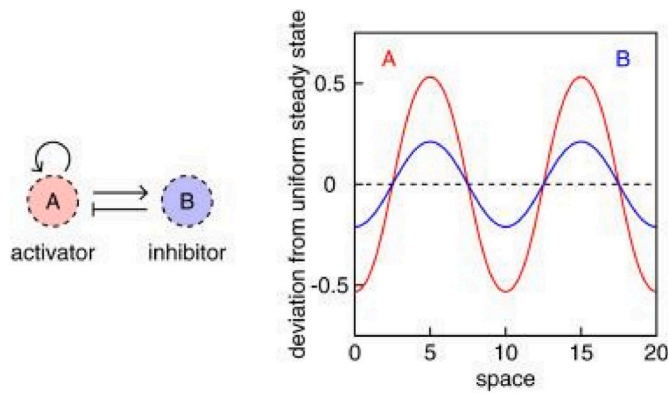 A
B
activator
inhibitor
deviation from uniform steady state
A
B
0.5
0
-0.5
0
5
10
15
20
space